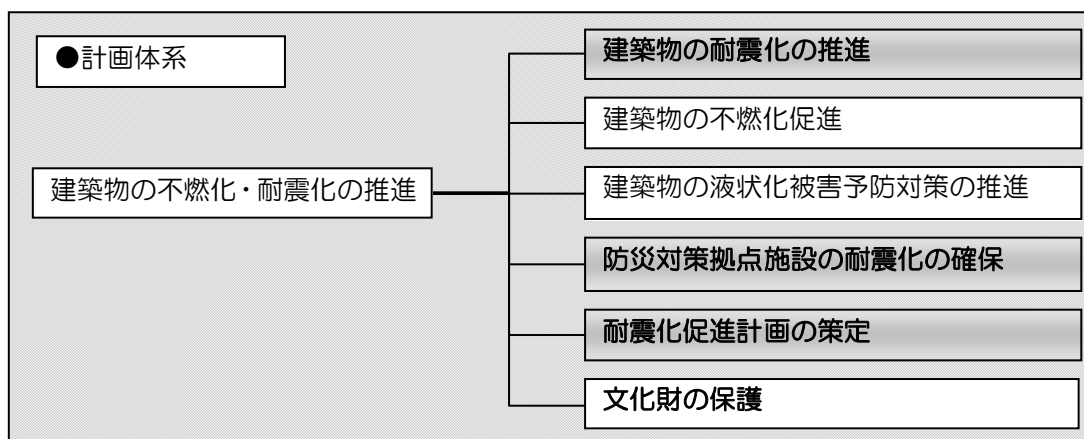 ●計画体系
建築物の不燃化・耐震化の推進
建築物の耐震化の推進
建築物の不燃化促進
建築物の液状化被害予防対策の推進
防災対策拠点施設の耐震化の確保
耐震化促進計画の策定
文化財の保護